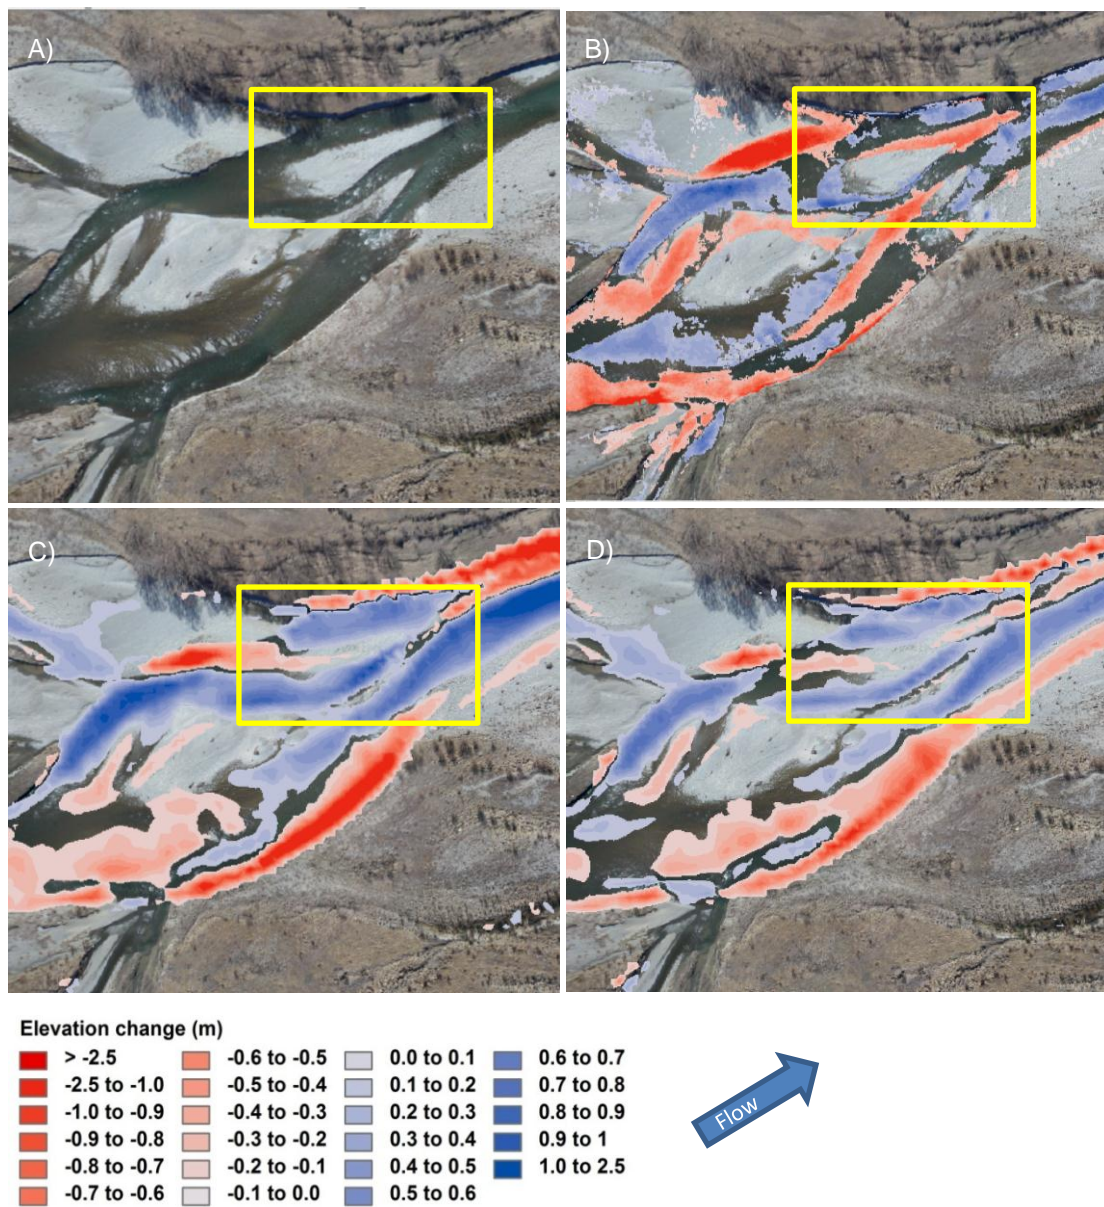 A)
B)
C)
D)
Elevation change (m)
> -2.5
-2.5 to -1.0
-1.0 to -0.9
-0.9 to -0.8
-0.8 to -0.7
-0.7 to -0.6
-0.6 to -0.5
-0.5 to -0.4
-0.4 to -0.3
-0.3 to -0.2
-0.2 to -0.1
-0.1 to 0.0
0.0 to 0.1
0.1 to 0.2
0.2 to 0.3
0.3 to 0.4
0.4 to 0.5
0.5 to 0.6
0.6 to 0.7
0.7 to 0.8
0.8 to 0.9
0.9 to 1
1.0 to 2.5
Flow